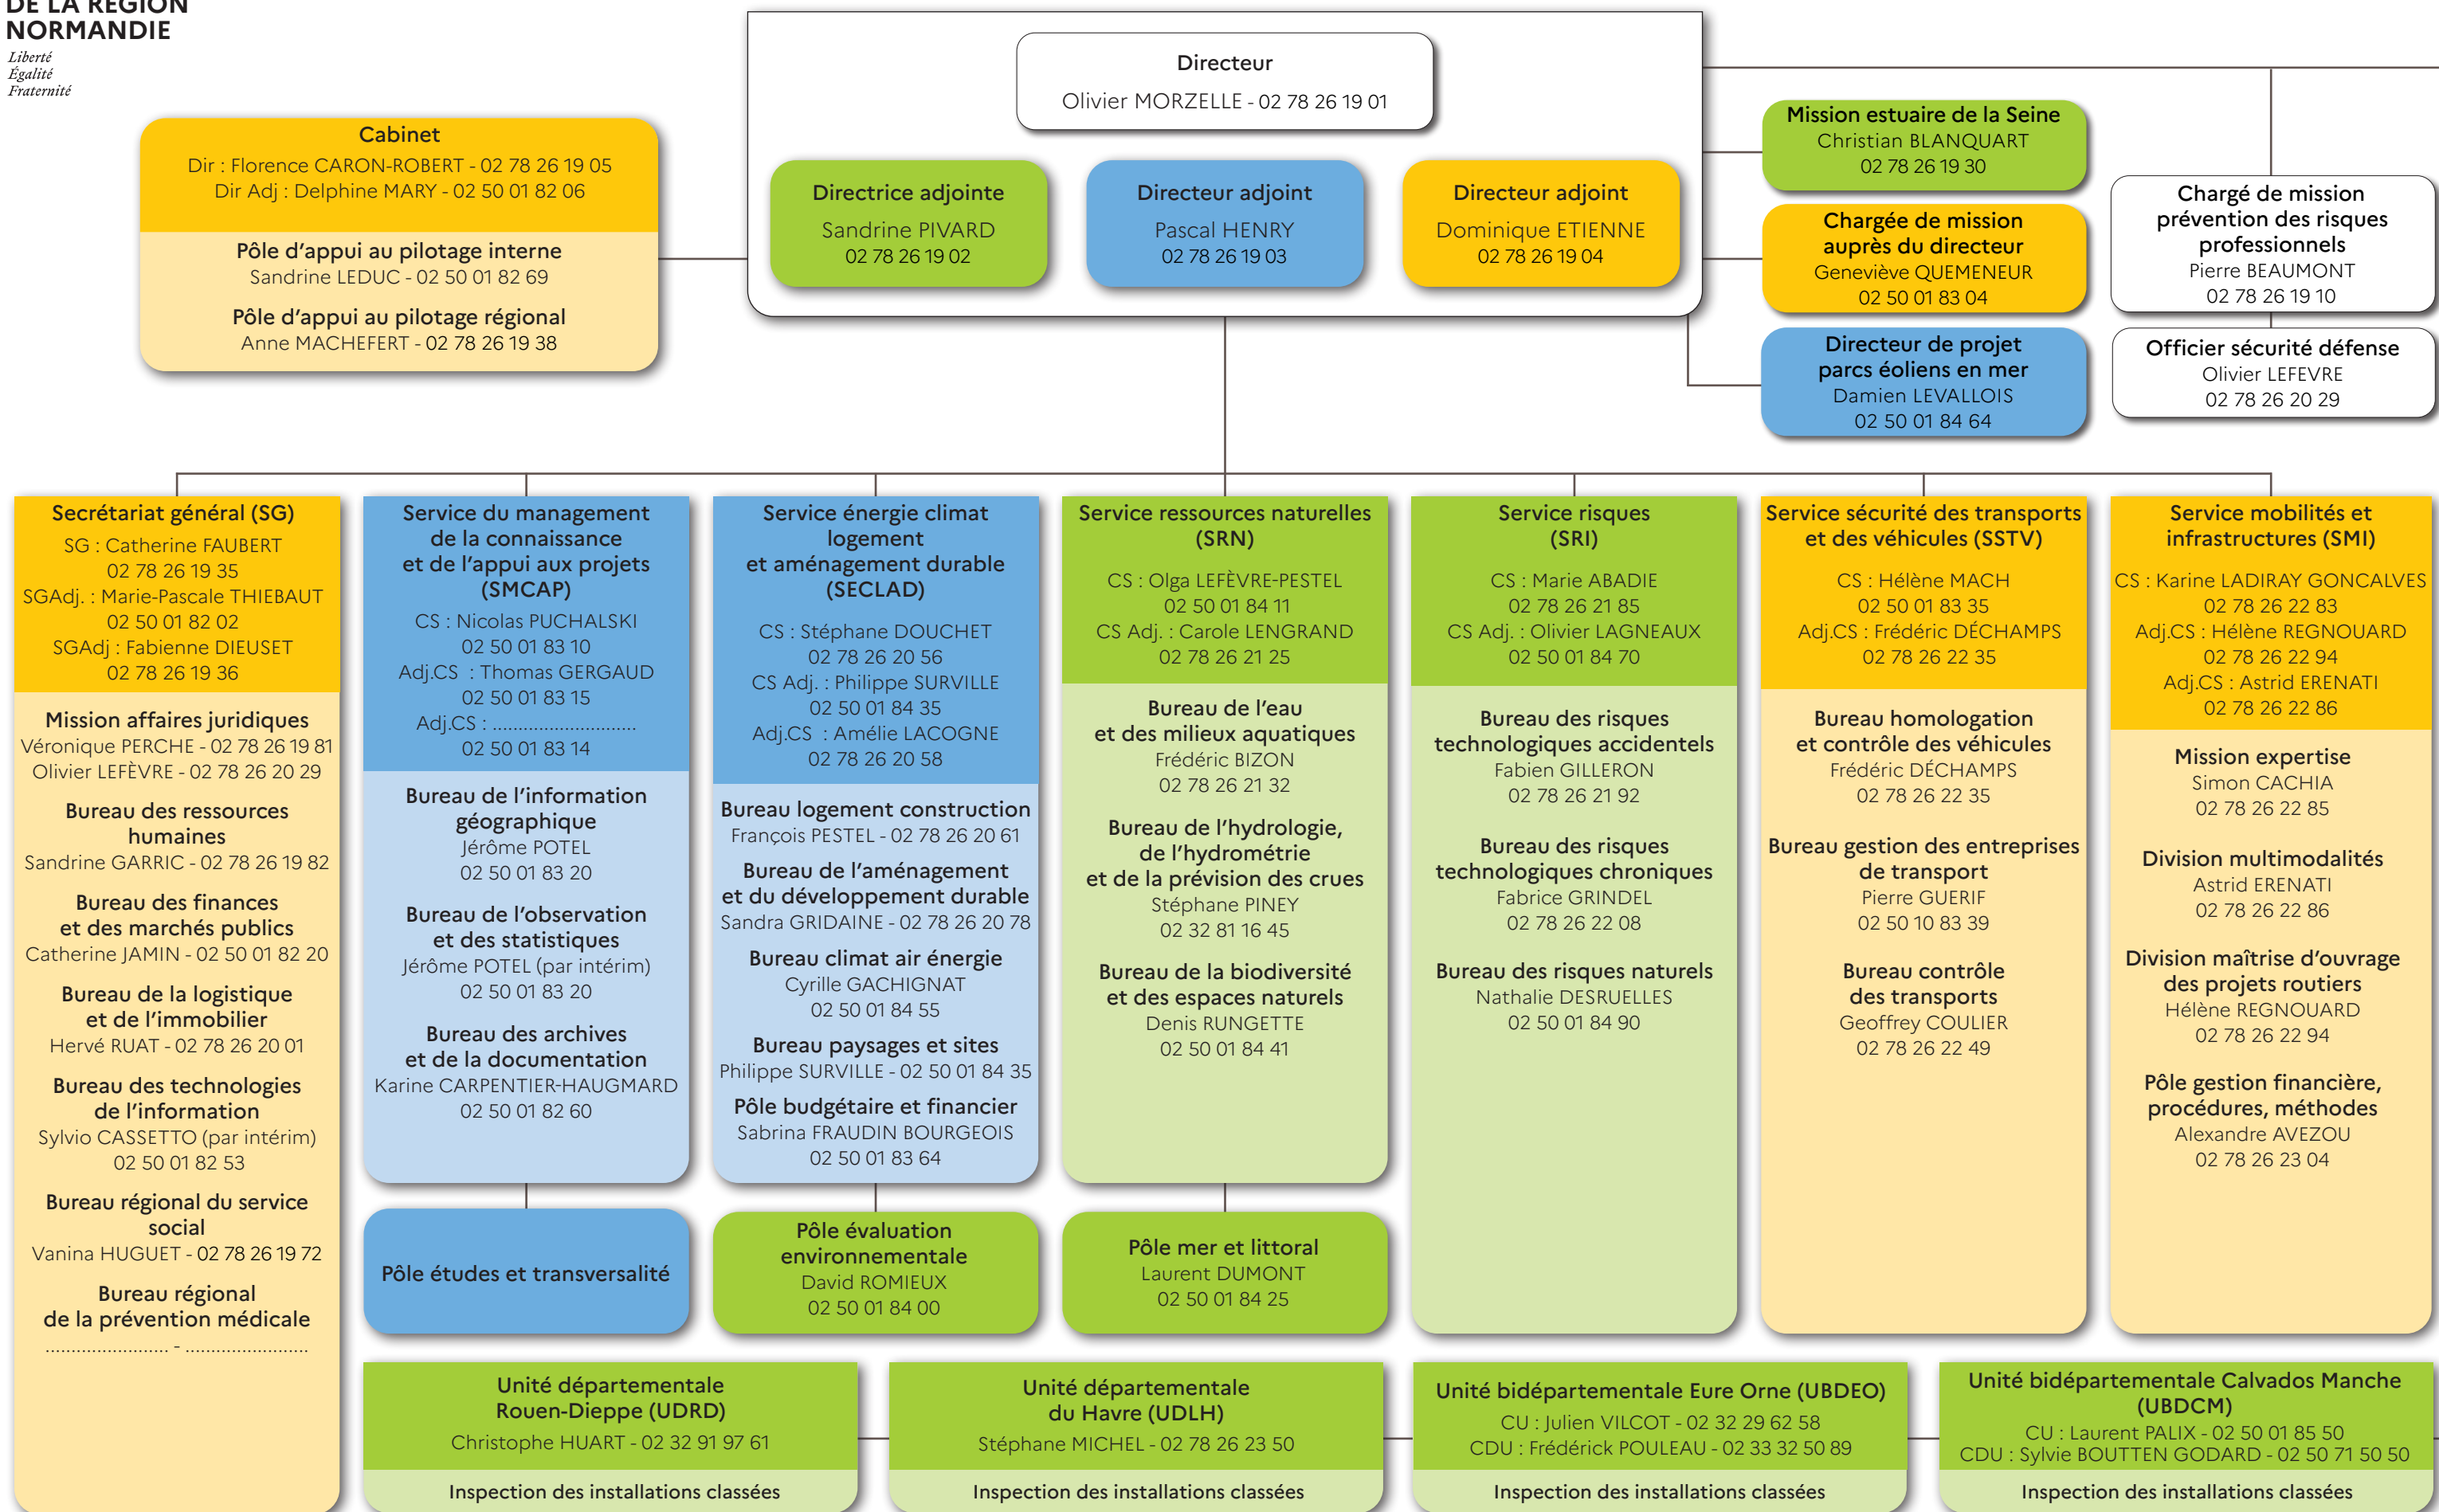 DE LA RÉGION
NORMANDIE
Liberté
Égalité
Fraternité
Directeur
Olivier MORZELLE - 02 78 26 19 01
Directrice adjointe
Sandrine PIVARD
02 78 26 19 02
Directeur adjoint
Pascal HENRY
02 78 26 19 03
Directeur adjoint
Dominique ETIENNE
02 78 26 19 04
Cabinet
Dir : Florence CARON-ROBERT - 02 78 26 19 05
Dir Adj : Delphine MARY - 02 50 01 82 06
Pôle d'appui au pilotage interne
Sandrine LEDUC - 02 50 01 82 69
Pôle d'appui au pilotage régional
Anne MACHEFERT - 02 78 26 19 38
Mission estuaire de la Seine
Christian BLANQUART
02 78 26 19 30
Chargée de mission
auprès du directeur
Geneviève QUEMENEUR
02 50 01 83 04
Directeur de projet
parcs éoliens en mer
Damien LEVALLOIS
02 50 01 84 64
Chargé de mission
prévention des risques
professionnels
Pierre BEAUMONT
02 78 26 19 10
Officier sécurité défense
Olivier LEFEVRE
02 78 26 20 29
Secrétariat général (SG)
SG : Catherine FAUBERT
02 78 26 19 35
SGAdj. : Marie-Pascale THIEBAUT
02 50 01 82 02
SGAdj : Fabienne DIEUSET
02 78 26 19 36
Mission affaires juridiques
Véronique PERCHE - 02 78 26 19 81
Olivier LEFÈVRE - 02 78 26 20 29
Bureau des ressources
humaines
Sandrine GARRIC - 02 78 26 19 82
Bureau des finances
et des marchés publics
Catherine JAMIN - 02 50 01 82 20
Bureau de la logistique
et de l'immobilier
Hervé RUAT - 02 78 26 20 01
Bureau des technologies
de l'information
Sylvio CASSETTO (par intérim)
02 50 01 82 53
Bureau régional du service
social
Vanina HUGUET - 02 78 26 19 72
Bureau régional
de la prévention médicale
........................ - ........................
Service du management
de la connaissance
et de l'appui aux projets
(SMCAP)
CS : Nicolas PUCHALSKI
02 50 01 83 10
Adj.CS : Thomas GERGAUD
02 50 01 83 15
Adj.CS : ............................
02 50 01 83 14
Bureau de l'information
géographique
Jérôme POTEL
02 50 01 83 20
Bureau de l'observation
et des statistiques
Jérôme POTEL (par intérim)
02 50 01 83 20
Bureau des archives
et de la documentation
Karine CARPENTIER-HAUGMARD
02 50 01 82 60
Pôle études et transversalité
Service énergie climat
logement
et aménagement durable
(SECLAD)
CS : Stéphane DOUCHET
02 78 26 20 56
CS Adj. : Philippe SURVILLE
02 50 01 84 35
Adj.CS : Amélie LACOGNE
02 78 26 20 58
Bureau logement construction
François PESTEL - 02 78 26 20 61
Bureau de l'aménagement
et du développement durable
Sandra GRIDAINE - 02 78 26 20 78
Bureau climat air énergie
Cyrille GACHIGNAT
02 50 01 84 55
Bureau paysages et sites
Philippe SURVILLE - 02 50 01 84 35
Pôle budgétaire et financier
Sabrina FRAUDIN BOURGEOIS
02 50 01 83 64
Pôle évaluation
environnementale
David ROMIEUX
02 50 01 84 00
Service ressources naturelles
(SRN)
CS : Olga LEFÈVRE-PESTEL
02 50 01 84 11
CS Adj. : Carole LENGRAND
02 78 26 21 25
Bureau de l'eau
et des milieux aquatiques
Frédéric BIZON
02 78 26 21 32
Bureau de l'hydrologie,
de l'hydrométrie
et de la prévision des crues
Stéphane PINEY
02 32 81 16 45
Bureau de la biodiversité
et des espaces naturels
Denis RUNGETTE
02 50 01 84 41
Pôle mer et littoral
Laurent DUMONT
02 50 01 84 25
Service risques
(SRI)
CS : Marie ABADIE
02 78 26 21 85
CS Adj. : Olivier LAGNEAUX
02 50 01 84 70
Bureau des risques
technologiques accidentels
Fabien GILLERON
02 78 26 21 92
Bureau des risques
technologiques chroniques
Fabrice GRINDEL
02 78 26 22 08
Bureau des risques naturels
Nathalie DESRUELLES
02 50 01 84 90
Service sécurité des transports
et des véhicules (SSTV)
CS : Hélène MACH
02 50 01 83 35
Adj.CS : Frédéric DÉCHAMPS
02 78 26 22 35
Bureau homologation
et contrôle des véhicules
Frédéric DÉCHAMPS
02 78 26 22 35
Bureau gestion des entreprises
de transport
Pierre GUERIF
02 50 10 83 39
Bureau contrôle
des transports
Geoffrey COULIER
02 78 26 22 49
Service mobilités et
infrastructures (SMI)
CS : Karine LADIRAY GONCALVES
02 78 26 22 83
Adj.CS : Hélène REGNOUARD
02 78 26 22 94
Adj.CS : Astrid ERENATI
02 78 26 22 86
Mission expertise
Simon CACHIA
02 78 26 22 85
Division multimodalités
Astrid ERENATI
02 78 26 22 86
Division maîtrise d'ouvrage
des projets routiers
Hélène REGNOUARD
02 78 26 22 94
Pôle gestion financière,
procédures, méthodes
Alexandre AVEZOU
02 78 26 23 04
Unité départementale
Rouen-Dieppe (UDRD)
Christophe HUART - 02 32 91 97 61
Inspection des installations classées
Unité départementale
du Havre (UDLH)
Stéphane MICHEL - 02 78 26 23 50
Inspection des installations classées
Unité bidépartementale Eure Orne (UBDEO)
CU : Julien VILCOT - 02 32 29 62 58
CDU : Frédérick POULEAU - 02 33 32 50 89
Inspection des installations classées
Unité bidépartementale Calvados Manche
(UBDCM)
CU : Laurent PALIX - 02 50 01 85 50
CDU : Sylvie BOUTTEN GODARD - 02 50 71 50 50
Inspection des installations classées